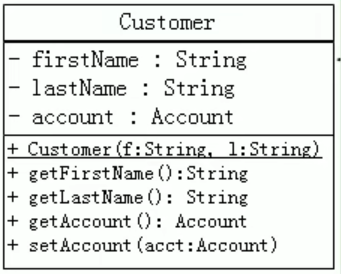 Customer
- firstName : String
- lastName : String
- account : Account
+ Customer(f:String, l:String)
+ getFirstName():String
+ getLastName(): String
+ getAccount(): Account
+ setAccount(acct:Account)